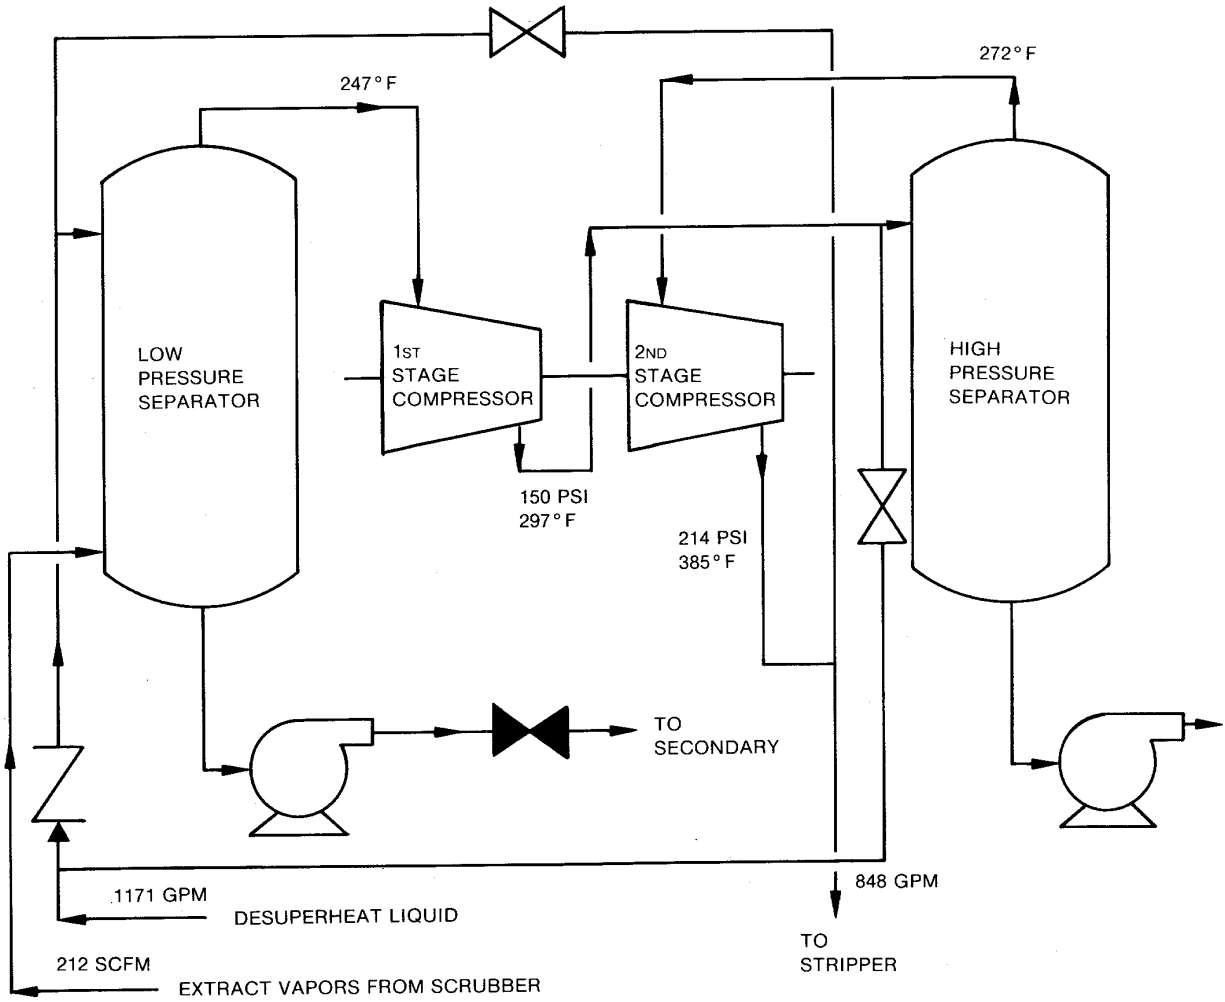 272°F
247°F
LOW
PRESSURE
SEPARATOR
1ST
STAGE
COMPRESSOR
2ND
STAGE
COMPRESSOR
HIGH
PRESSURE
SEPARATOR
150 PSI
297°F
214 PSI
385°F
TO
SECONDARY
848 GPM
1171 GPM
DESUPERHEAT LIQUID
TO
STRIPPER
212 SCFM
EXTRACT VAPORS FROM SCRUBBER